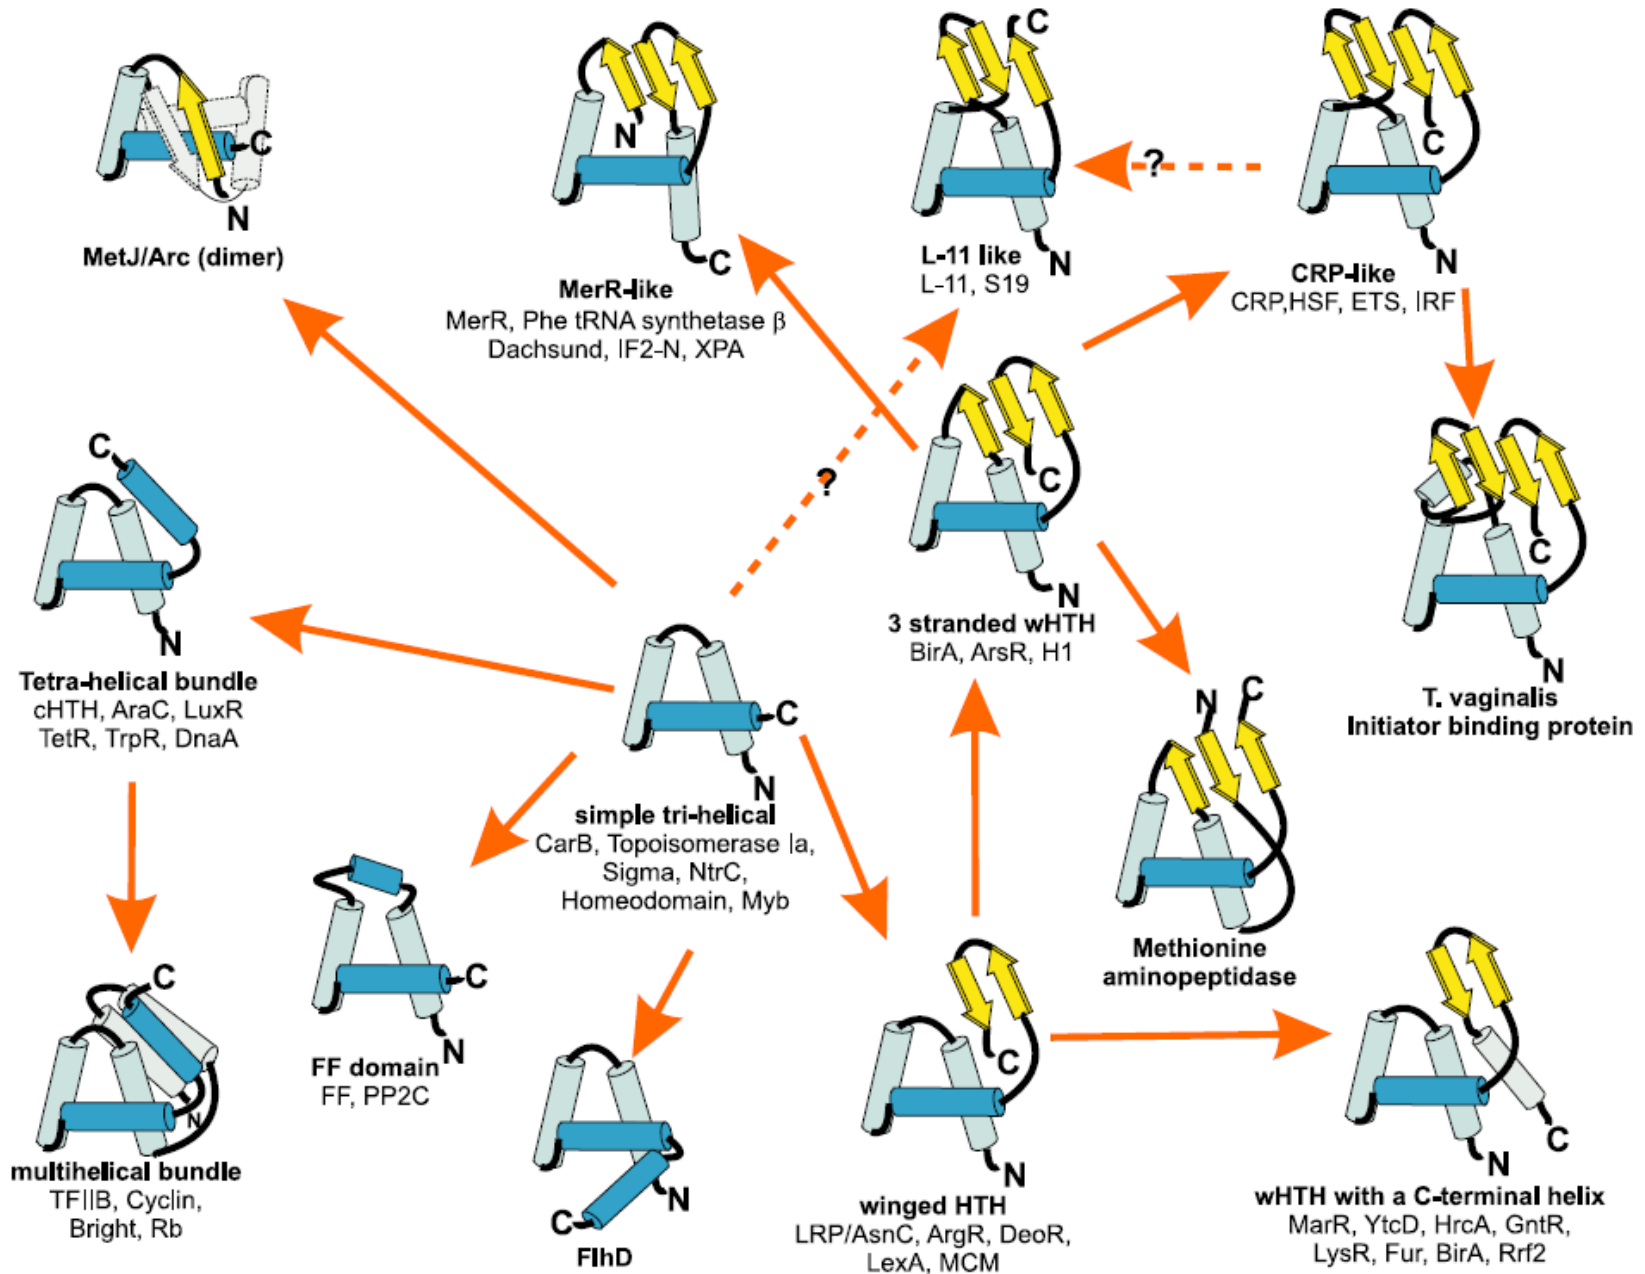 C
N
MetJ/Arc (dimer)
N
C
MerR-like
MerR, Phe tRNA synthetase β
Dachsund, IF2-N, XPA
C
N
L-11 like
L-11, S19
?
C
N
CRP-like
CRP,HSF, ETS, IRF
?
C
N
3 stranded wHTH
BirA, ArsR, H1
C
N
T. vaginalis
Initiator binding protein
C
N
Tetra-helical bundle
cHTH, AraC, LuxR
TetR, TrpR, DnaA
C
N
simple tri-helical
CarB, Topoisomerase Ia,
Sigma, NtrC,
Homeodomain, Myb
N
C
Methionine
aminopeptidase
C
N
FF domain
FF, PP2C
C
N
multihelical bundle
TFIIB, Cyclin,
Bright, Rb
N
C
FlhD
C
N
winged HTH
LRP/AsnC, ArgR, DeoR,
LexA, MCM
C
N
wHTH with a C-terminal helix
MarR, YtcD, HrcA, GntR,
LysR, Fur, BirA, Rrf2